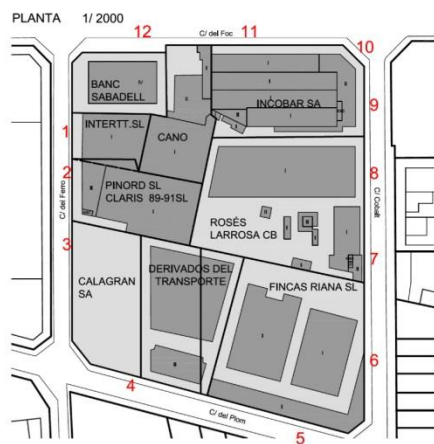 PLANTA 1/ 2000
12
C/ del Foc
11
10
BANC
SABADELL
IV
INCOBAR SA
9
1
INTERTT.SL
CANO
2
PINORD SL
CLARIS 89-91SL
8
C/ del Ferro
C/ Cobalt
ROSÉS
LARROSA CB
3
7
CALAGRAN
SA
DERIVADOS DEL
TRANSPORTE
FINCAS RIANA SL
6
4
C/ del Plom
5